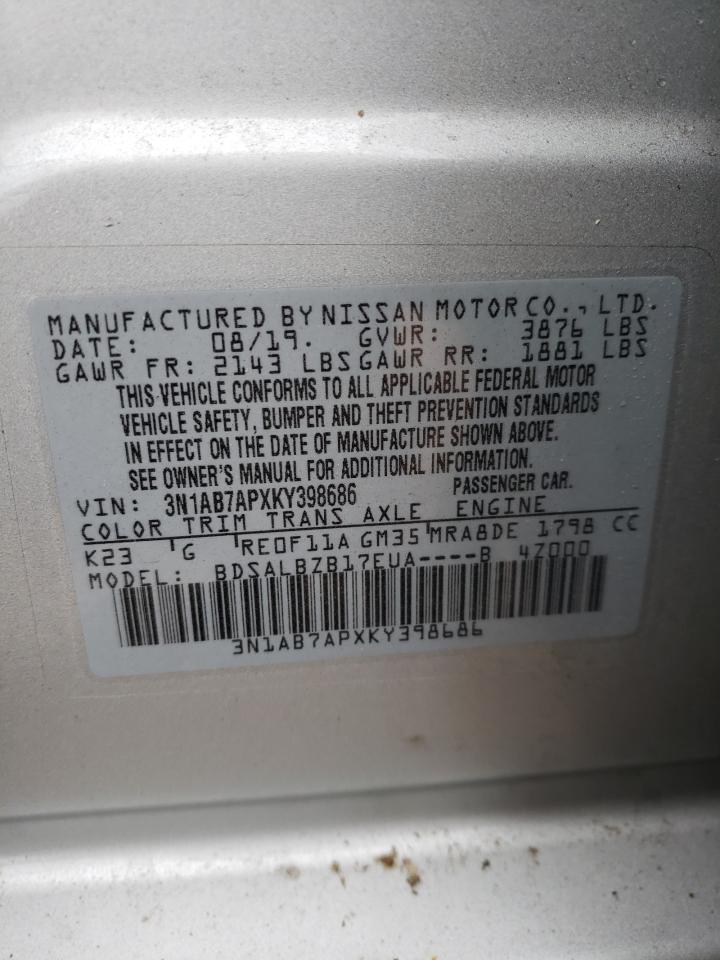 MANUFACTURED BY NISSAN MOTOR CO., LTD.
DATE: 08/19. GVWR: 3876 LBS
GAWR FR: 2143 LBS GAWR RR: 1881 LBS
THIS VEHICLE CONFORMS TO ALL APPLICABLE FEDERAL MOTOR
VEHICLE SAFETY, BUMPER AND THEFT PREVENTION STANDARDS
IN EFFECT ON THE DATE OF MANUFACTURE SHOWN ABOVE.
SEE OWNER'S MANUAL FOR ADDITIONAL INFORMATION.
VIN: 3N1AB7APXKY398686 PASSENGER CAR.
COLOR TRIM TRANS AXLE ENGINE
K23 G RE0F11A GM35 MRA8DE 1798 CC
MODEL: BDSALBZB17EUA----B 4Z000
3N1AB7APXKY398686